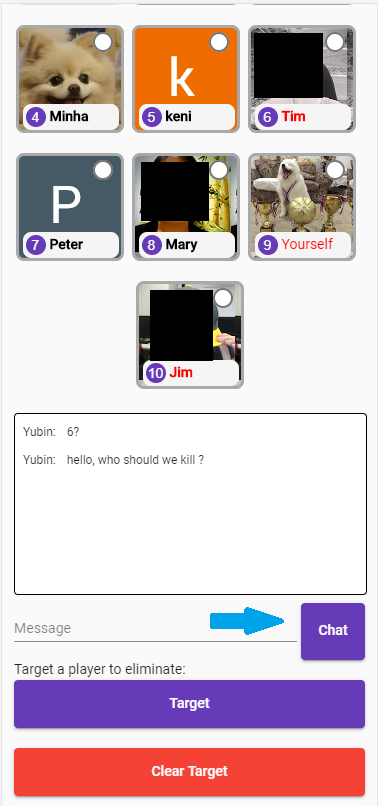 4 Minha
k
5 keni
6 Tim
P
7 Peter
8 Mary
9 Yourself
10 Jim
Yubin: 6?
Yubin: hello, who should we kill ?
Message
Chat
Target a player to eliminate:
Target
Clear Target